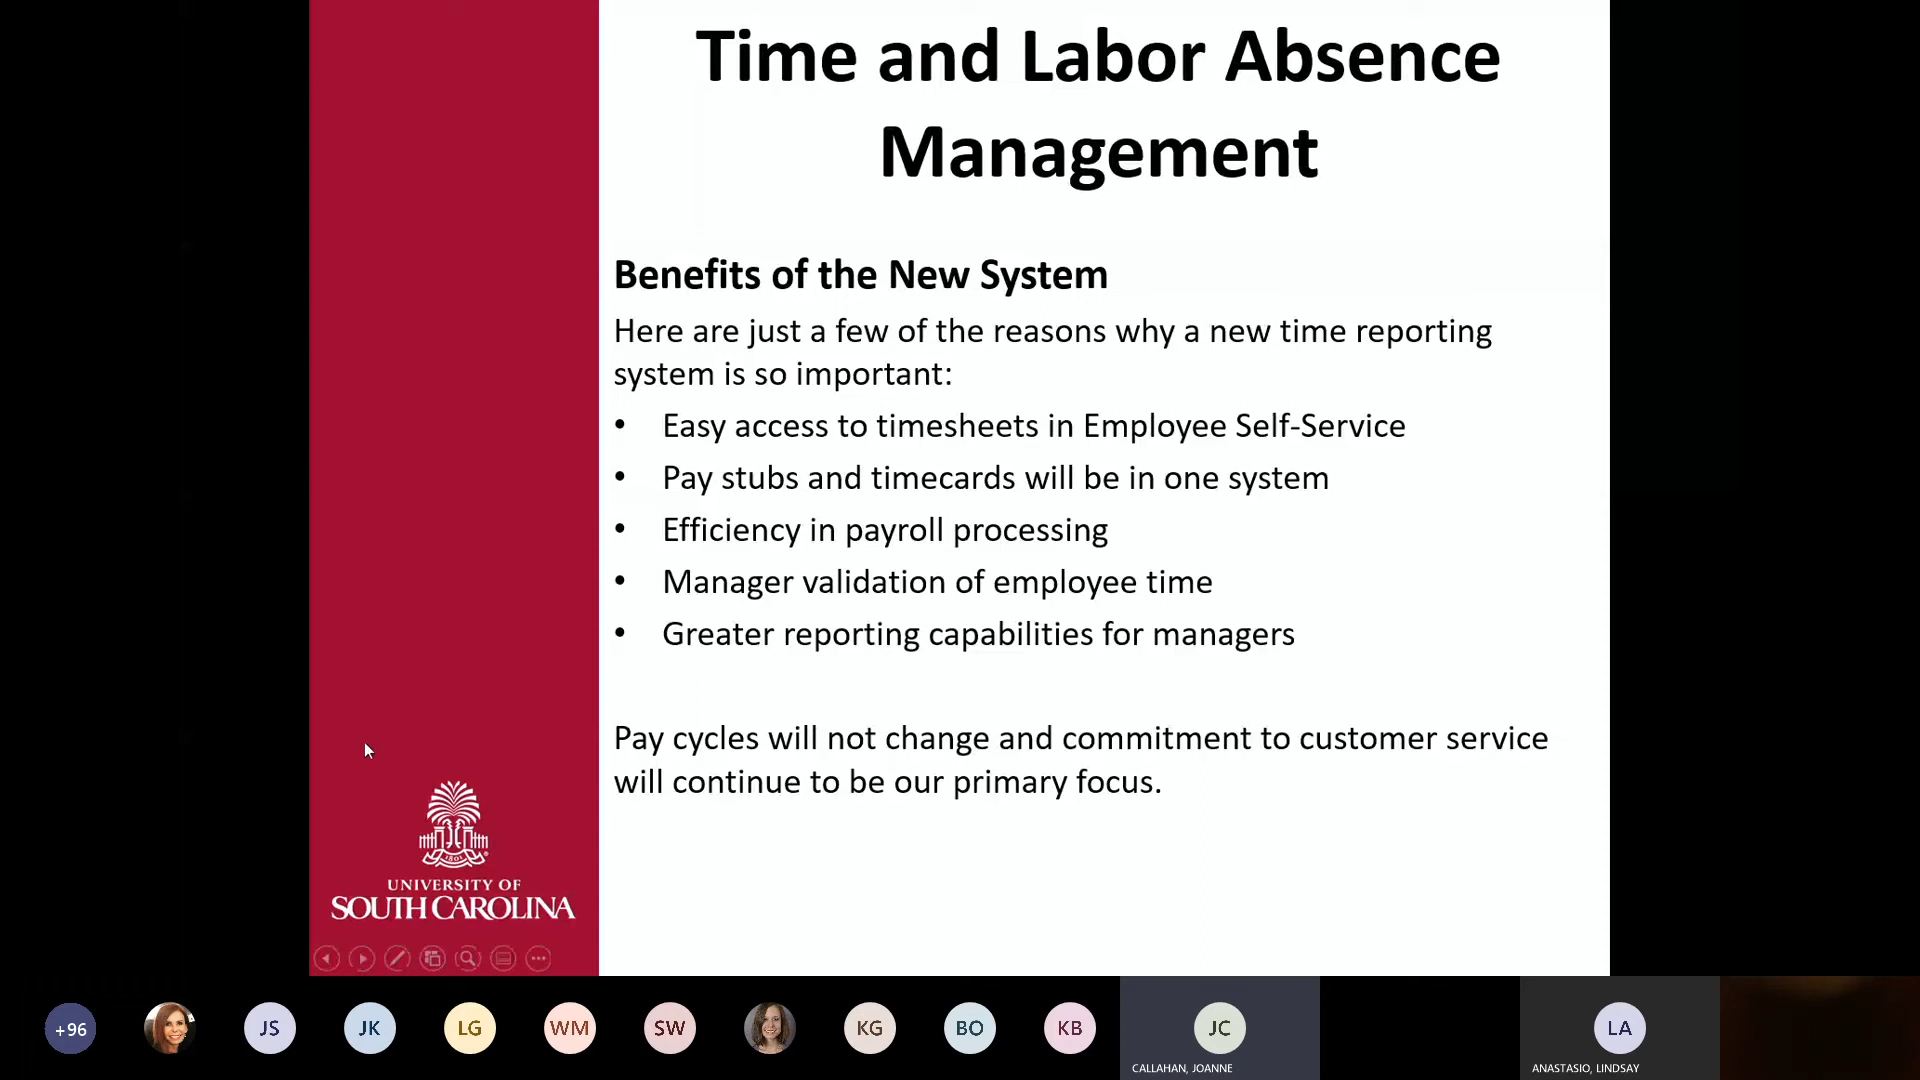 Time and Labor Absence
Management
Benefits of the New System
Here are just a few of the reasons why a new time reporting
system is so important:
• Easy access to timesheets in Employee Self-Service
• Pay stubs and timecards will be in one system
• Efficiency in payroll processing
• Manager validation of employee time
• Greater reporting capabilities for managers
Pay cycles will not change and commitment to customer service
will continue to be our primary focus.
1801
UNIVERSITY OF
SOUTH CAROLINA
+96 JS JK LG WM SW KG BO KB JC LA
CALLAHAN, JOANNE ANASTASIO, LINDSAY